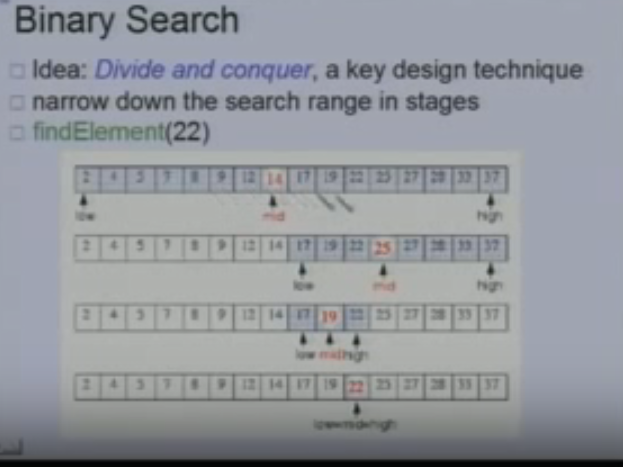 Binary Search
Idea: Divide and conquer, a key design technique
narrow down the search range in stages
findElement(22)
2 4 5 7 8 9 12 14 17 19 22 25 27 28 33 37
low mid high
2 4 5 7 8 9 12 14 17 19 22 25 27 28 33 37
low mid high
2 4 5 7 8 9 12 14 17 19 22 25 27 28 33 37
low mid high
2 4 5 7 8 9 12 14 17 19 22 25 27 28 33 37
low=mid=high